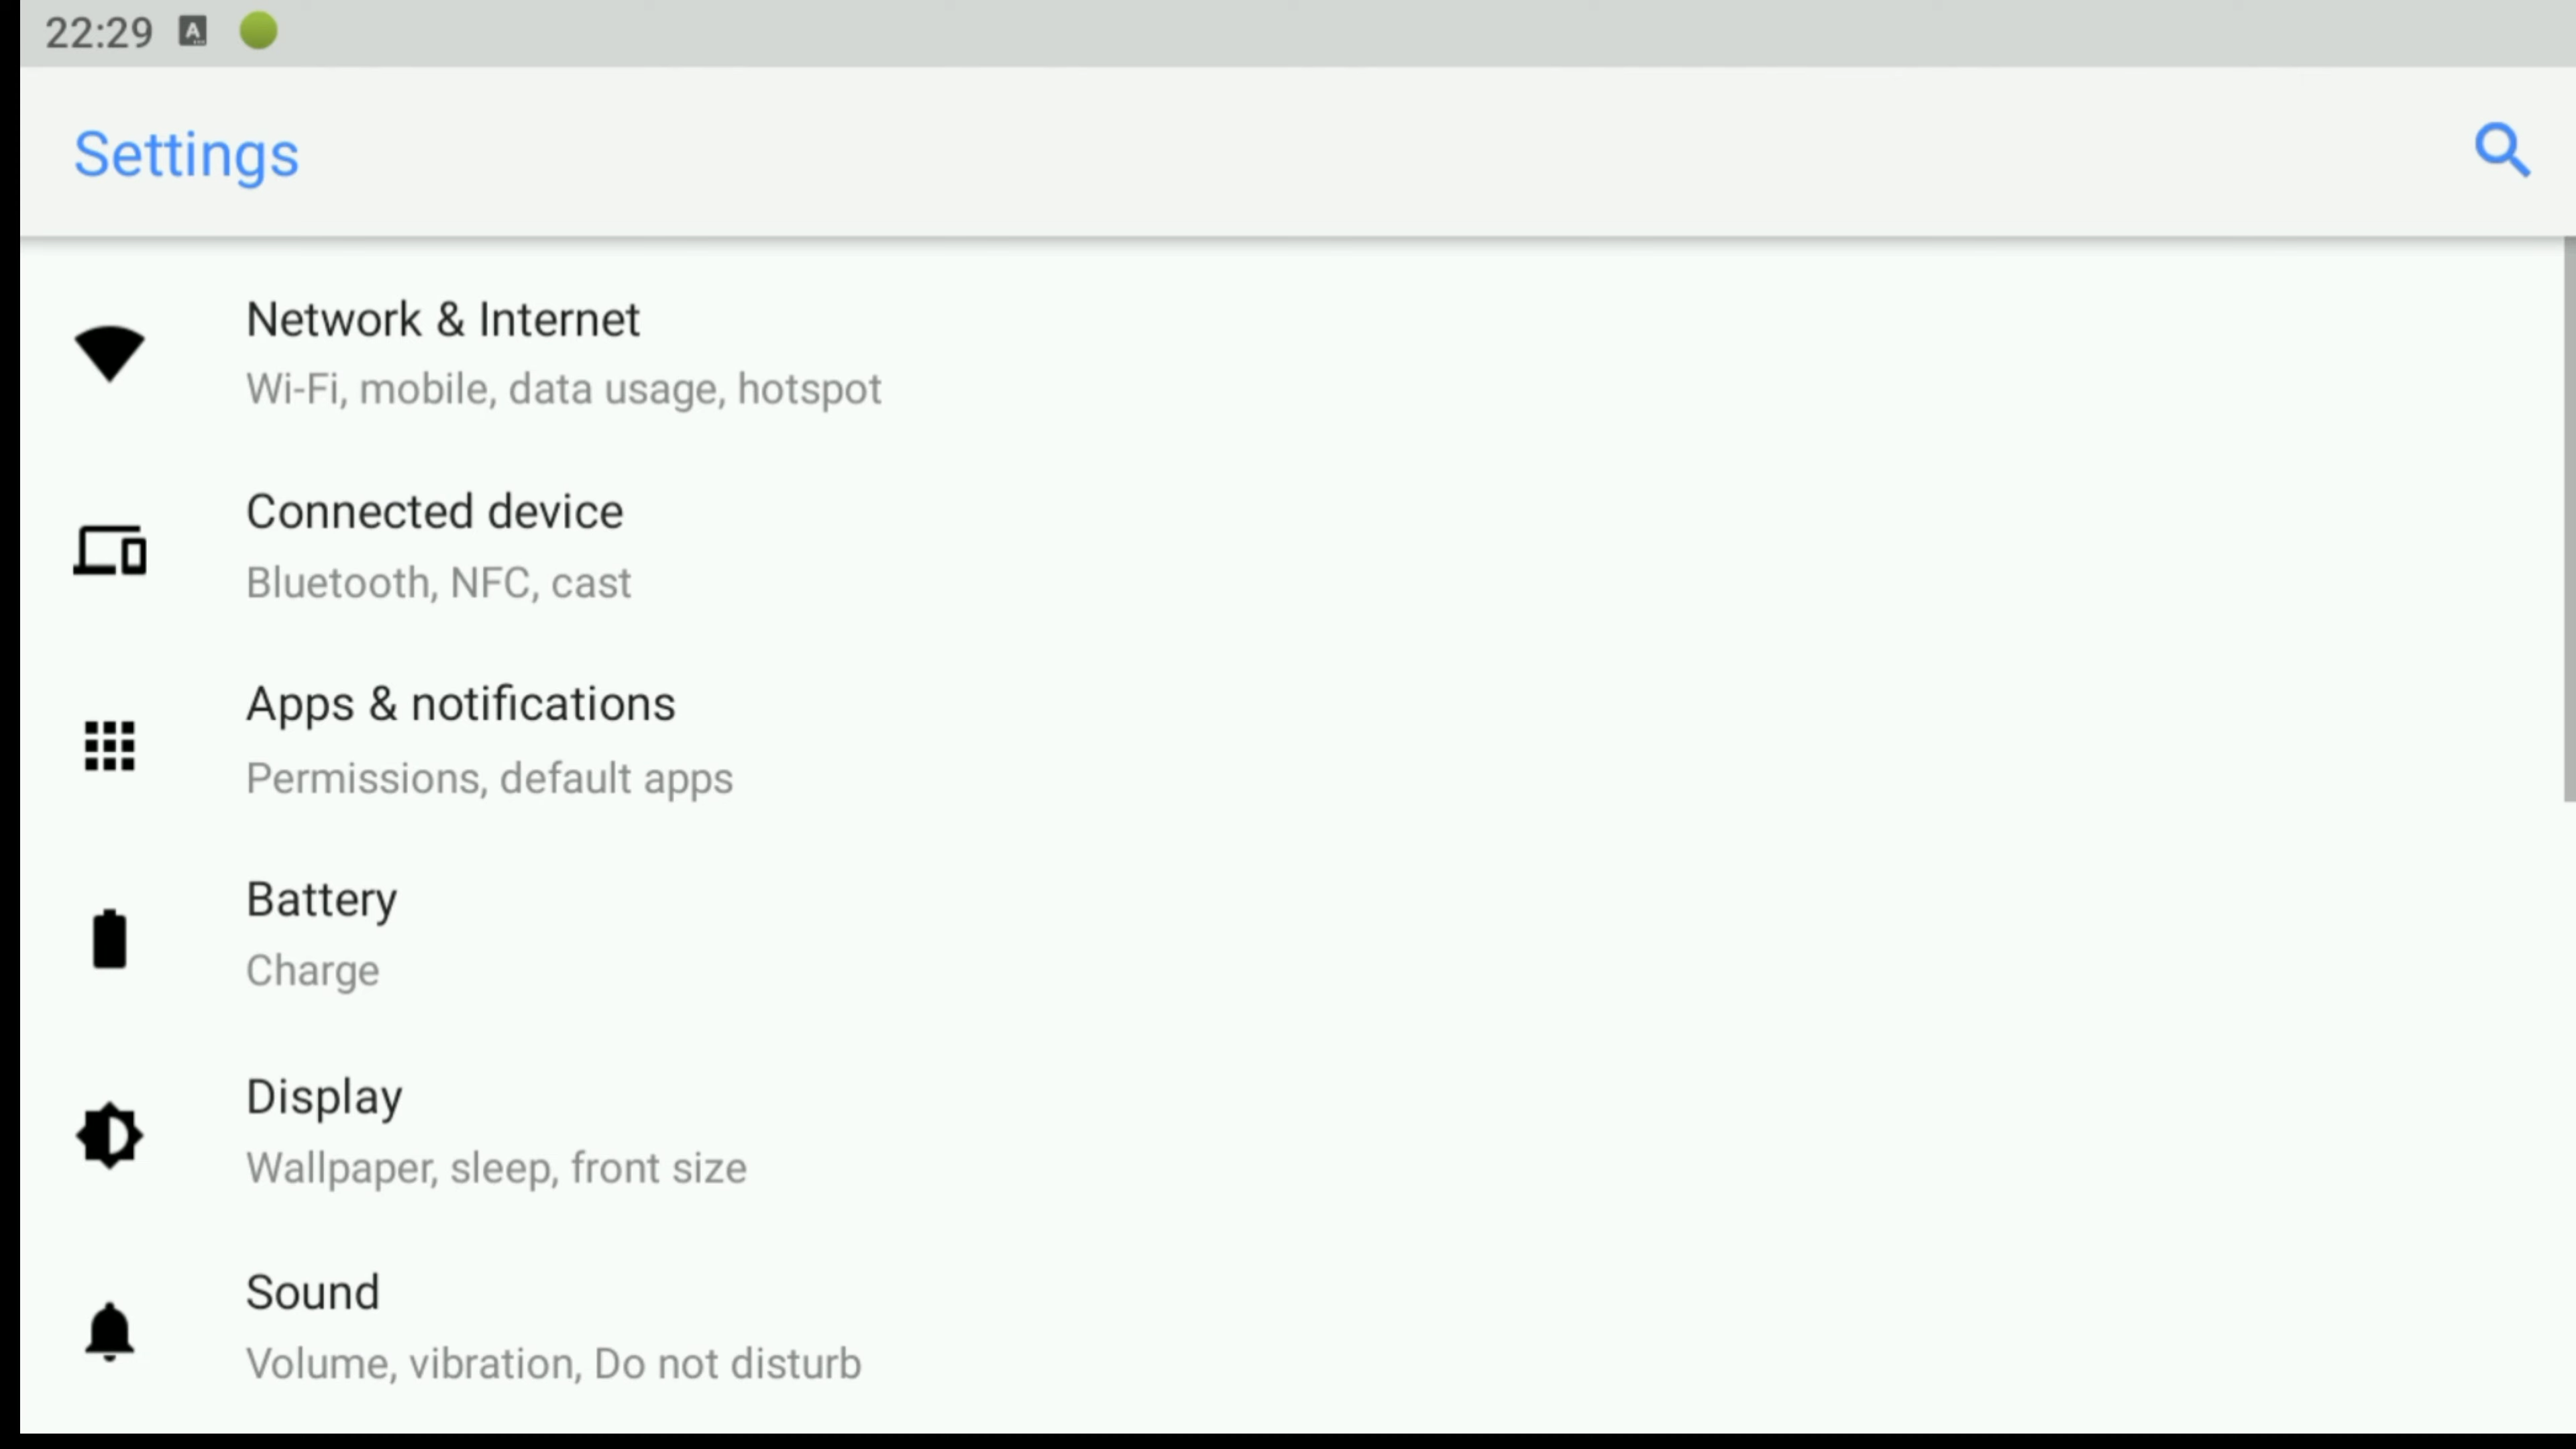 22:29
Settings
Network & Internet
Wi-Fi, mobile, data usage, hotspot
Connected device
Bluetooth, NFC, cast
Apps & notifications
Permissions, default apps
Battery
Charge
Display
Wallpaper, sleep, front size
Sound
Volume, vibration, Do not disturb